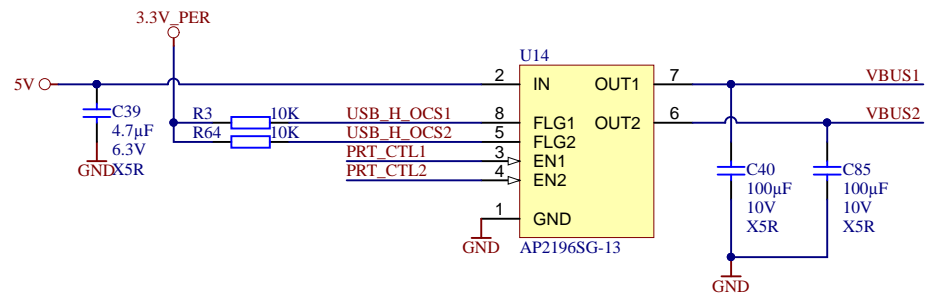 3.3V_PER
U14
5V
2
IN
OUT1
7
VBUS1
C39
4.7µF
6.3V
X5R
GND
R3
10K
USB_H_OCS1
8
FLG1
OUT2
6
VBUS2
R64
10K
USB_H_OCS2
5
FLG2
PRT_CTL1
3
EN1
PRT_CTL2
4
EN2
C40
100µF
10V
X5R
C85
100µF
10V
X5R
1
GND
GND
AP2196SG-13
GND